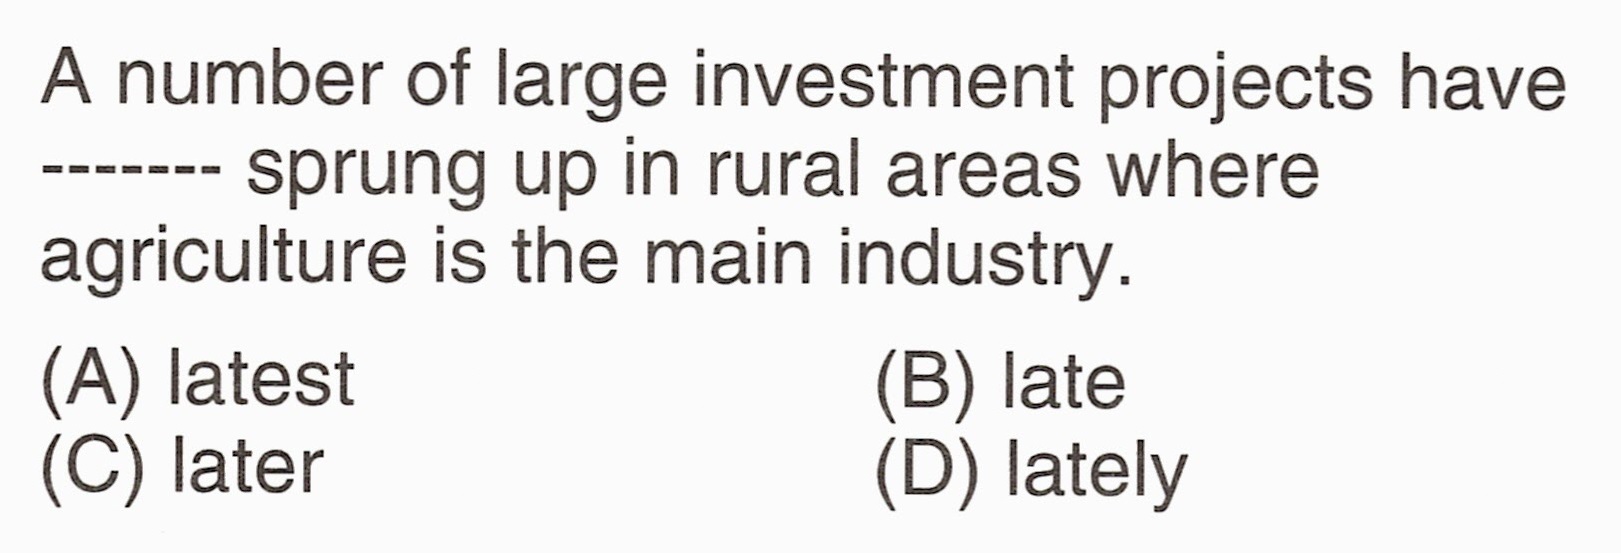 A number of large investment projects have
------- sprung up in rural areas where
agriculture is the main industry.
(A) latest
(B) late
(C) later
(D) lately